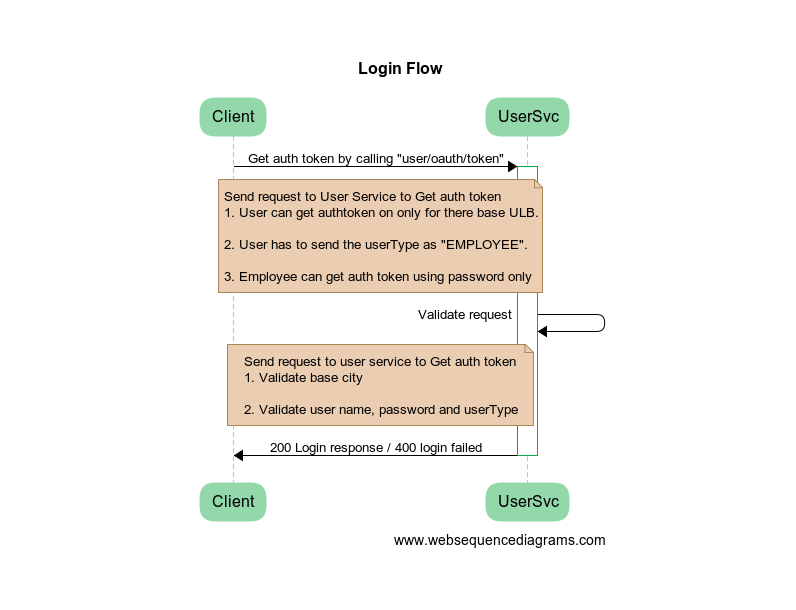 Login Flow
Client
UserSvc
Get auth token by calling "user/oauth/token"
Send request to User Service to Get auth token
1. User can get authtoken on only for there base ULB.
2. User has to send the userType as "EMPLOYEE".
3. Employee can get auth token using password only
Validate request
Send request to user service to Get auth token
1. Validate base city
2. Validate user name, password and userType
200 Login response / 400 login failed
Client
UserSvc
www.websequencediagrams.com